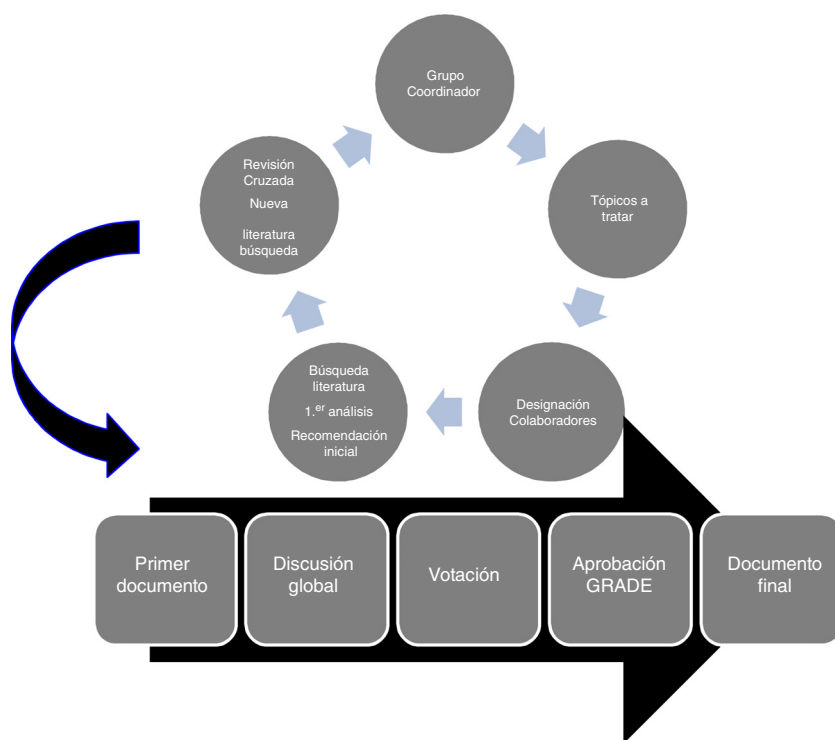 Grupo
Coordinador
Tópicos a
tratar
Designación
Colaboradores
Búsqueda
literatura
1.er análisis
Recomendación
inicial
Revisión
Cruzada
Nueva
literatura
búsqueda
Primer
documento
Discusión
global
Votación
Aprobación
GRADE
Documento
final